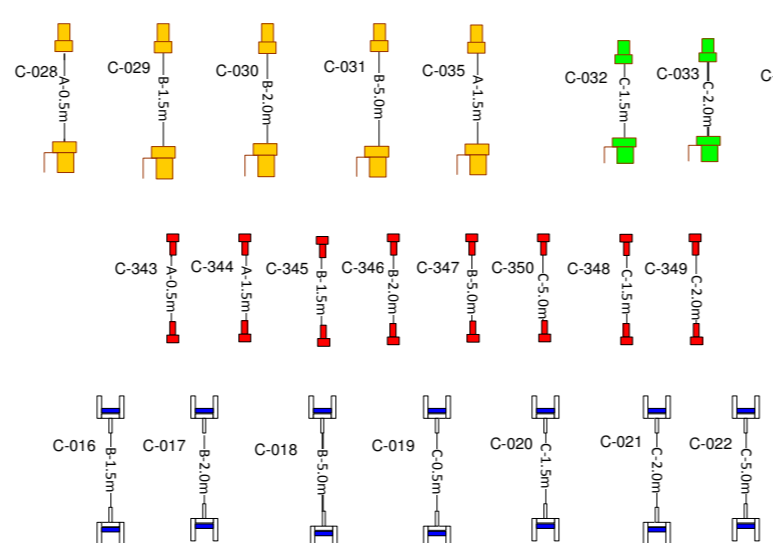 C-028 A-0.5m
C-029 B-1.5m
C-030 B-2.0m
C-031 B-5.0m
C-035 A-1.5m
C-032 C-1.5m
C-033 C-2.0m
C-
C-343 A-0.5m
C-344 A-1.5m
C-345 B-1.5m
C-346 B-2.0m
C-347 B-5.0m
C-350 C-5.0m
C-348 C-1.5m
C-349 C-2.0m
C-016 B-1.5m
C-017 B-2.0m
C-018 B-5.0m
C-019 C-0.5m
C-020 C-1.5m
C-021 C-2.0m
C-022 C-5.0m